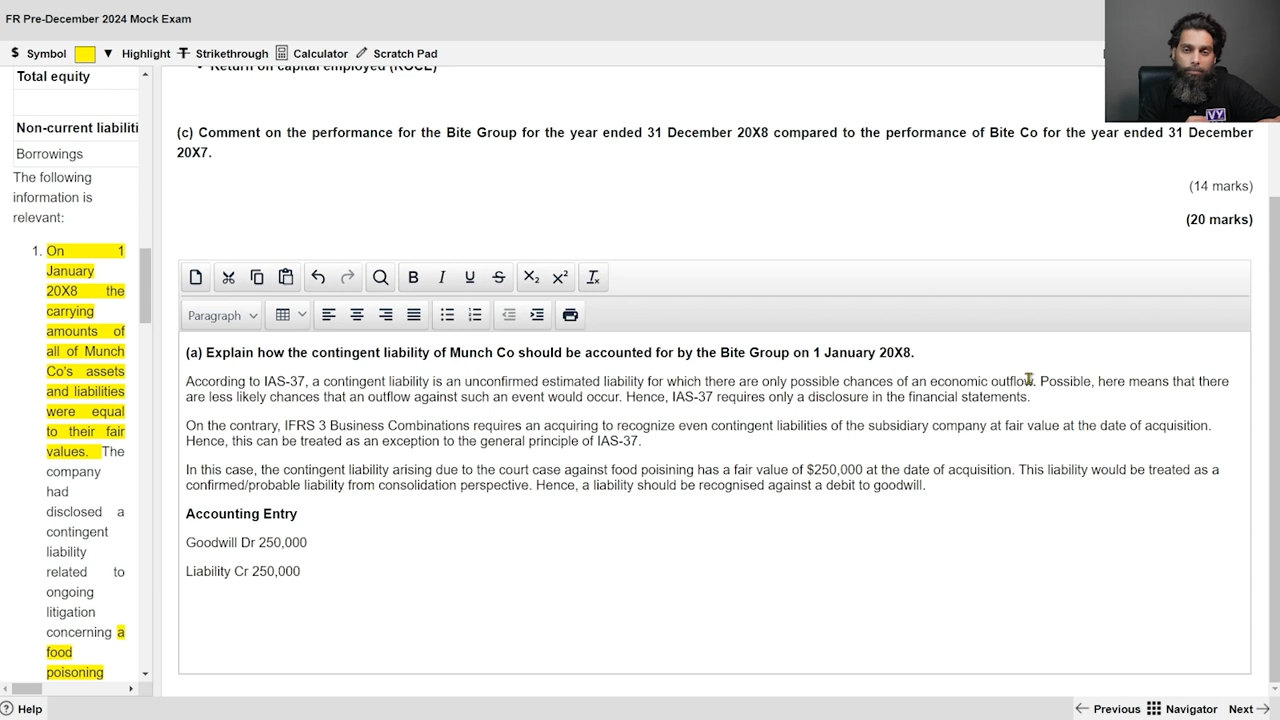 FR Pre-December 2024 Mock Exam
$ Symbol ▼ Highlight T Strikethrough Calculator Scratch Pad
Total equity
Non-current liabiliti
Borrowings
The following
information is
relevant:
1. On 1
January
20X8 the
carrying
amounts of
all of Munch
Co's assets
and liabilities
were equal
to their fair
values. The
company
had
disclosed a
contingent
liability
related to
ongoing
litigation
concerning a
food
poisoning
• Return on capital employed (ROCE)
(c) Comment on the performance for the Bite Group for the year ended 31 December 20X8 compared to the performance of Bite Co for the year ended 31 December
20X7.
(14 marks)
(20 marks)
B I U S X₂ X² Ix
Paragraph
(a) Explain how the contingent liability of Munch Co should be accounted for by the Bite Group on 1 January 20X8.
According to IAS-37, a contingent liability is an unconfirmed estimated liability for which there are only possible chances of an economic outflow. Possible, here means that there
are less likely chances that an outflow against such an event would occur. Hence, IAS-37 requires only a disclosure in the financial statements.
On the contrary, IFRS 3 Business Combinations requires an acquiring to recognize even contingent liabilities of the subsidiary company at fair value at the date of acquisition.
Hence, this can be treated as an exception to the general principle of IAS-37.
In this case, the contingent liability arising due to the court case against food poisining has a fair value of $250,000 at the date of acquisition. This liability would be treated as a
confirmed/probable liability from consolidation perspective. Hence, a liability should be recognised against a debit to goodwill.
Accounting Entry
Goodwill Dr 250,000
Liability Cr 250,000
VY
Help
Previous Navigator Next